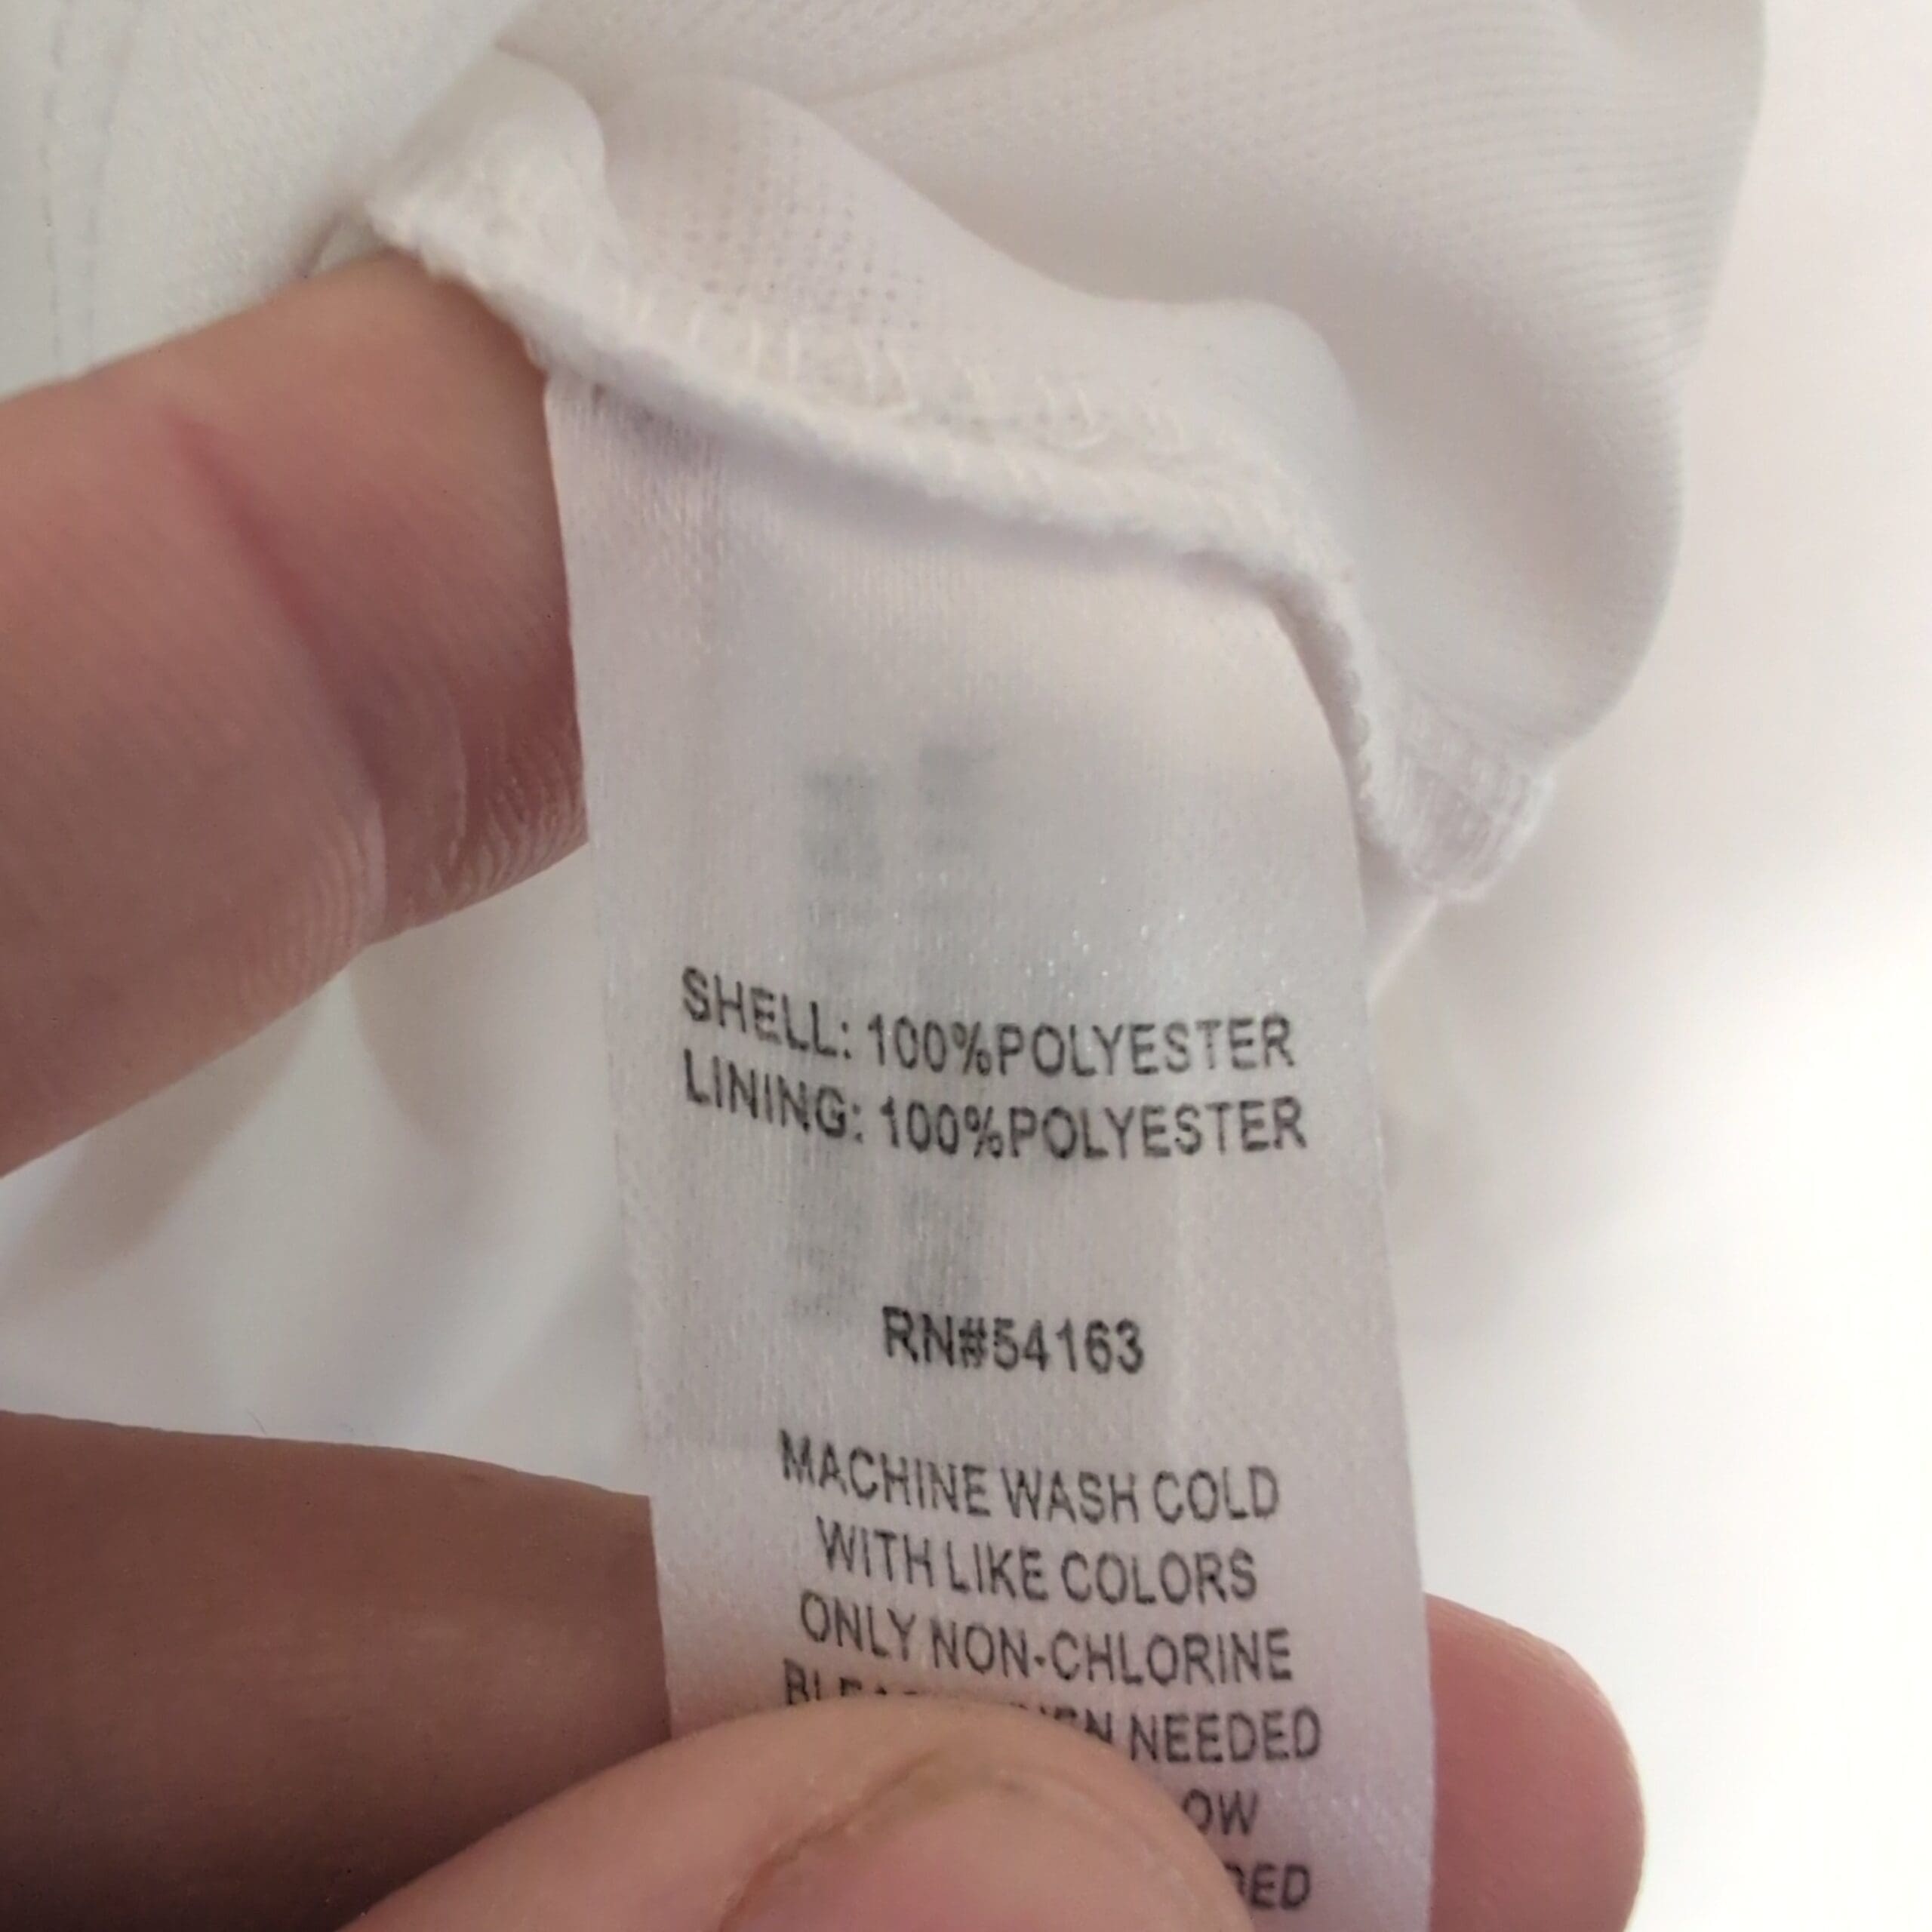 SHELL: 100%POLYESTER
LINING: 100%POLYESTER
RN#54163
MACHINE WASH COLD
WITH LIKE COLORS
ONLY NON-CHLORINE
NEEDED